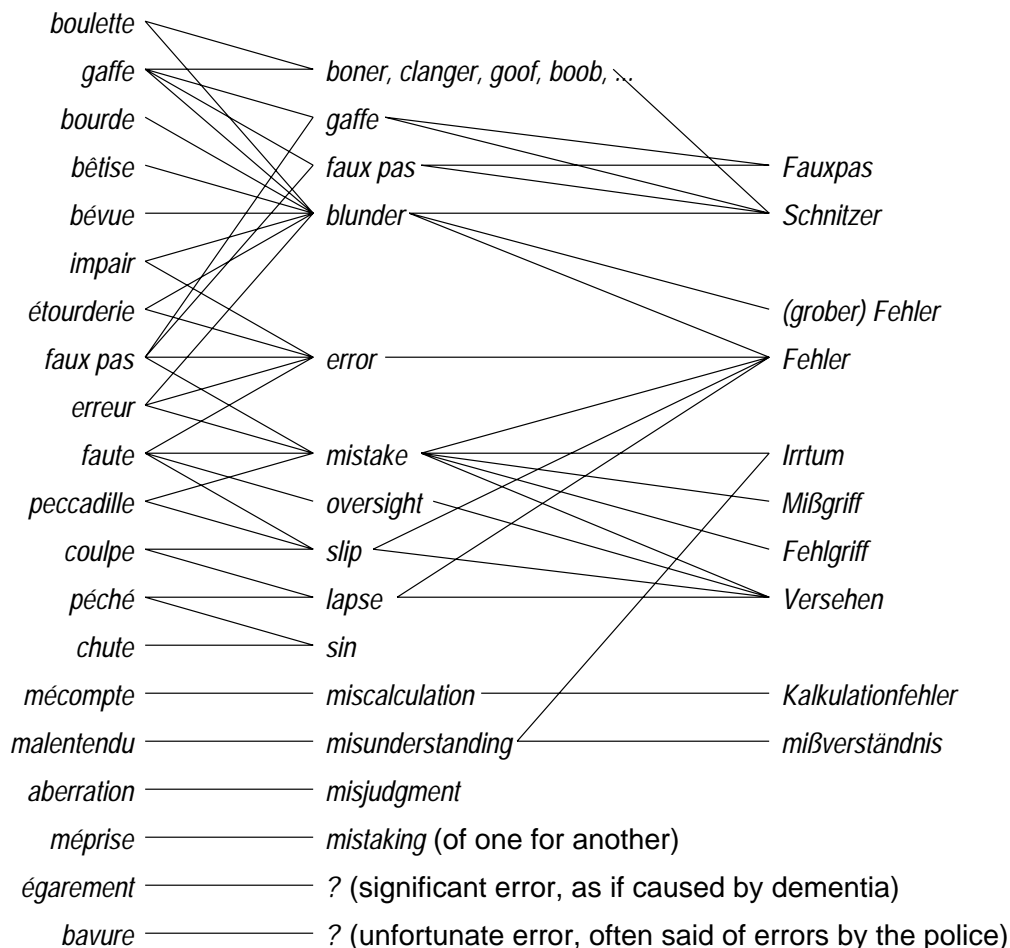 boulette
gaffe boner, clanger, goof, boob, ...
bourde gaffe
bêtise faux pas Fauxpas
bévue blunder Schnitzer
impair
étourderie (grober) Fehler
faux pas error Fehler
erreur
faute mistake Irrtum
peccadille oversight Mißgriff
coulpe slip Fehlgriff
péché lapse Versehen
chute sin
mécompte miscalculation Kalkulationfehler
malentendu misunderstanding mißverständnis
aberration misjudgment
méprise mistaking (of one for another)
égarement ? (significant error, as if caused by dementia)
bavure ? (unfortunate error, often said of errors by the police)